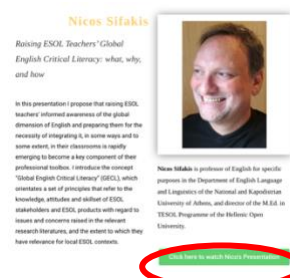 Nicos Sifakis
Raising ESOL Teachers' Global
English Critical Literacy: what, why,
and how
In this presentation I propose that raising ESOL
teachers' informed awareness of the global
dimension of English and preparing them for the
necessity of integrating it, in some ways and to
some extent, in their classrooms is rapidly
emerging to become a key component of their
professional toolbox. I introduce the concept
"Global English Critical Literacy" (GECL), which
orientates a set of principles that refer to the
knowledge, attitudes and skillset of ESOL
stakeholders and ESOL products with regard to
issues and concerns raised in the relevant
research literatures, and the extent to which they
have relevance for local ESOL contexts.
Nicos Sifakis is professor of English for specific
purposes in the Department of English Language
and Linguistics of the National and Kapodistrian
University of Athens, and director of the M.Ed. in
TESOL Programme of the Hellenic Open
University.
Click here to watch Nicos's Presentation